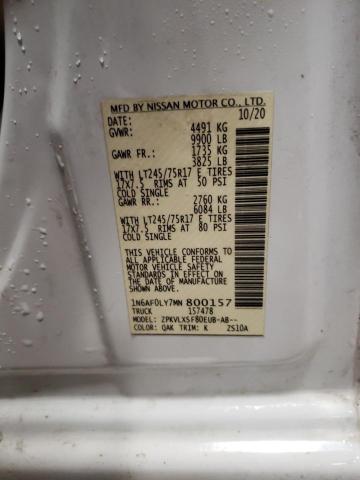 MFD BY NISSAN MOTOR CO., LTD.
DATE: 10/20
GVWR: 4491 KG
9900 LB
GAWR FR.: 1735 KG
3825 LB
WITH LT245/75R17 E TIRES
17X7.5 RIMS AT 50 PSI
COLD SINGLE
GAWR RR.: 2760 KG
6084 LB
WITH LT245/75R17 E TIRES
17X7.5 RIMS AT 80 PSI
COLD SINGLE
THIS VEHICLE CONFORMS TO
ALL APPLICABLE FEDERAL
MOTOR VEHICLE SAFETY
STANDARDS IN EFFECT ON
THE DATE OF MANUFACTURE
SHOWN ABOVE
1N6AF0LY7MN800157
TRUCK 157478
MODEL: ZPKVLXSF80EUB-AB--
COLOR: QAK TRIM: K ZS10A